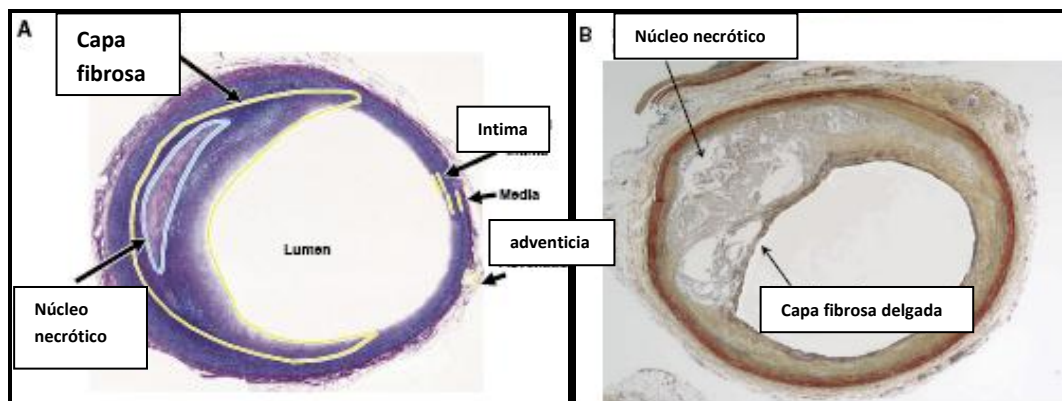 A
Capa
fibrosa
Intima
Media
adventicia
Lumen
Núcleo
necrótico
B
Núcleo necrótico
Capa fibrosa delgada